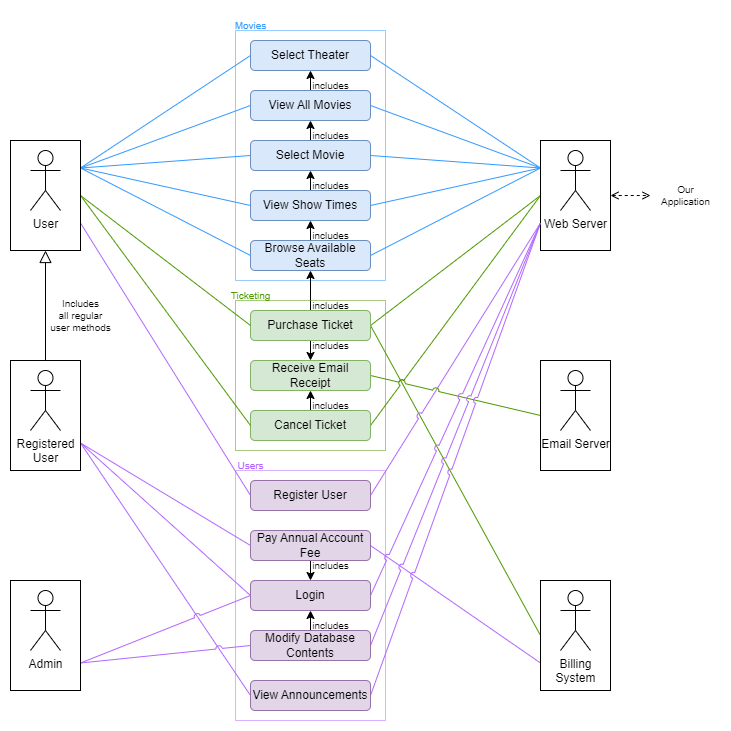 Movies
Select Theater
includes
View All Movies
includes
Select Movie
includes
View Show Times
includes
Browse Available
Seats
User
Web Server
Our
Application
Ticketing
includes
Purchase Ticket
includes
Receive Email
Receipt
includes
Cancel Ticket
Includes
all regular
user methods
Registered
User
Email Server
Users
Register User
Pay Annual Account
Fee
includes
Login
includes
Modify Database
Contents
View Announcements
Admin
Billing
System